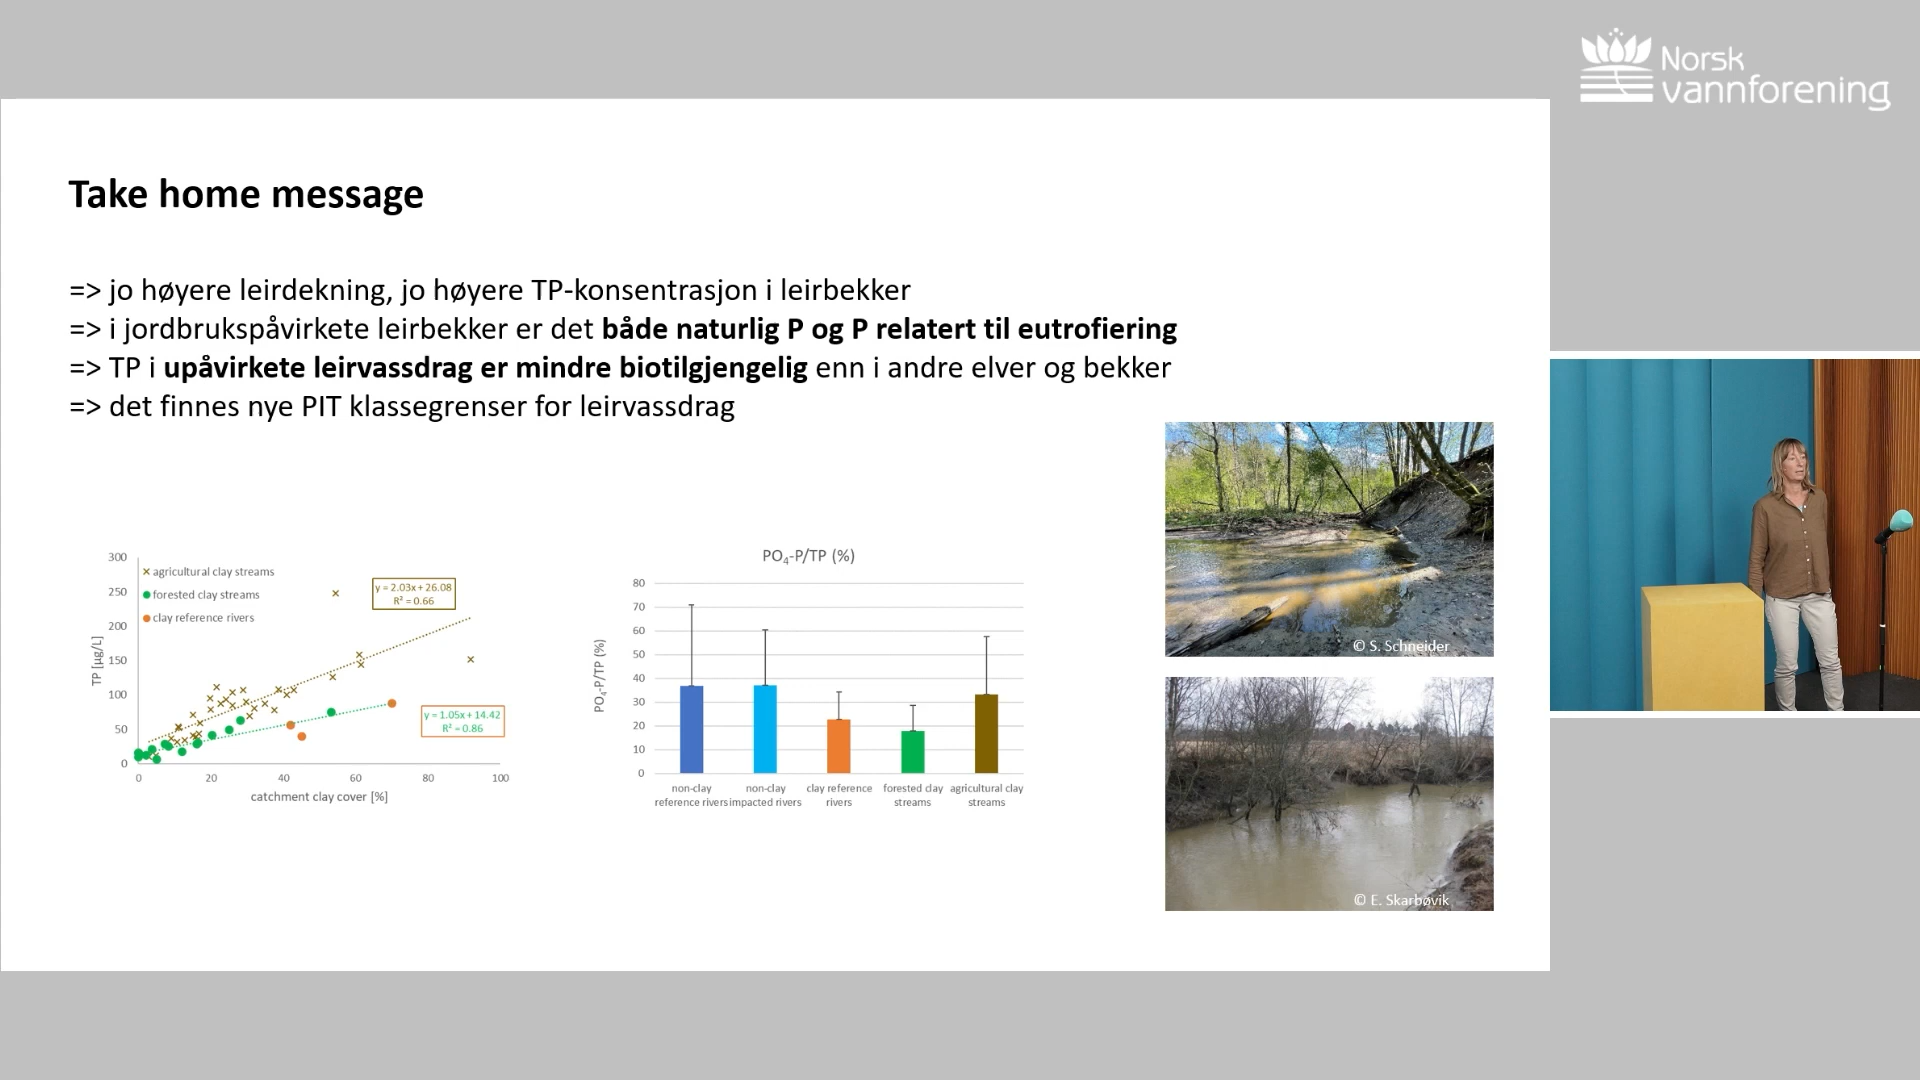 Norsk
vannforening
Take home message
=> jo høyere leirdekning, jo høyere TP-konsentrasjon i leirbekker
=> i jordbrukspåvirkete leirbekker er det både naturlig P og P relatert til eutrofiering
=> TP i upåvirkete leirvassdrag er mindre biotilgjengelig enn i andre elver og bekker
=> det finnes nye PIT klassegrenser for leirvassdrag
300
250
200
150
100
50
0
TP [µg/L]
agricultural clay streams
forested clay streams
clay reference rivers
y = 2.03x + 26.08
R² = 0.66
y = 1.05x + 14.42
R² = 0.86
0 20 40 60 80 100
catchment clay cover [%]
PO₄-P/TP (%)
PO₄-P/TP (%)
80
70
60
50
40
30
20
10
0
non-clay reference rivers
non-clay impacted rivers
clay reference rivers
forested clay streams
agricultural clay streams
© S. Schneider
© E. Skarbøvik